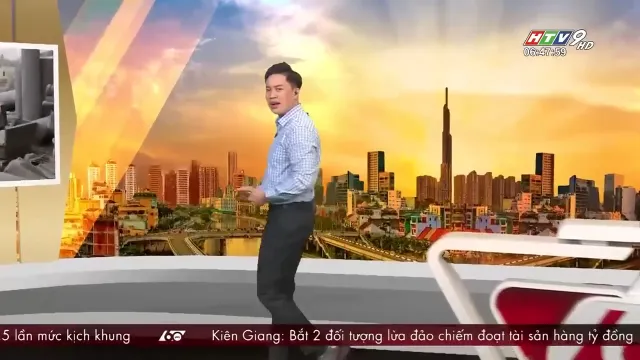 HTV9 HD
06:47:59
5 lần mức kịch khung 60 Kiên Giang: Bắt 2 đối tượng lừa đảo chiếm đoạt tài sản hàng tỷ đồng